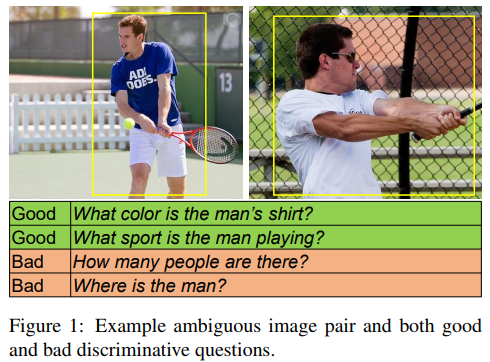 ADI
DOES.
13
Good What color is the man's shirt?
Good What sport is the man playing?
Bad How many people are there?
Bad Where is the man?
Figure 1: Example ambiguous image pair and both good
and bad discriminative questions.